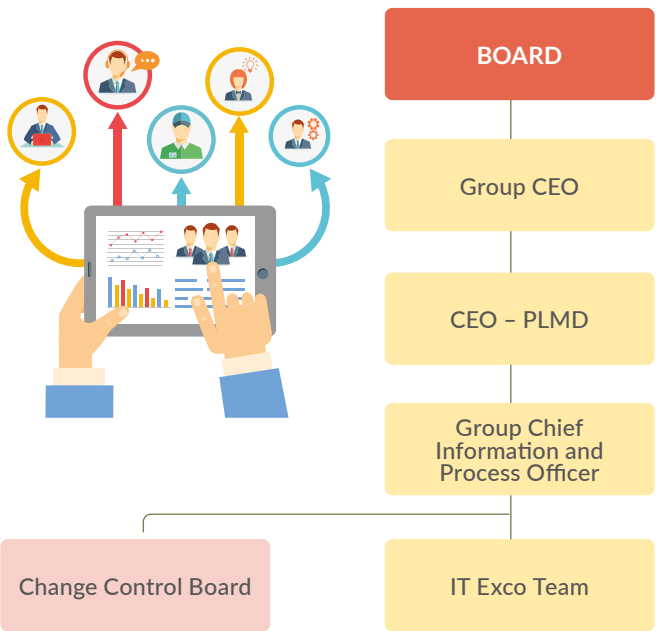 BOARD
Group CEO
CEO – PLMD
Group Chief
Information and
Process Officer
Change Control Board
IT Exco Team